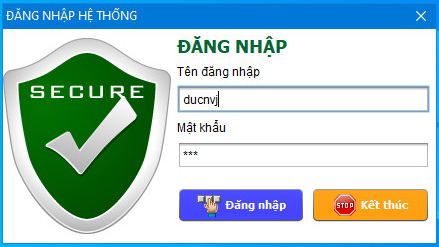 ĐĂNG NHẬP HỆ THỐNG
SECURE
ĐĂNG NHẬP
Tên đăng nhập
ducnvj
Mật khẩu
***
Đăng nhập
STOP Kết thúc